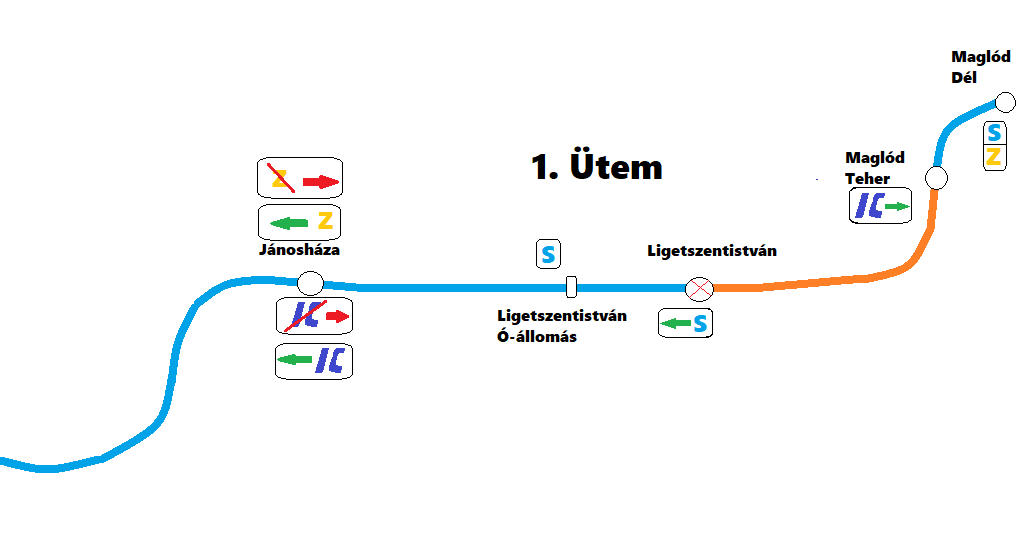 Maglód
Dél
S
Z
Maglód
Teher
IC
1. Ütem
Z
Z
Jánosháza
IC
IC
S
Ligetszentistván
Ó-állomás
Ligetszentistván
S